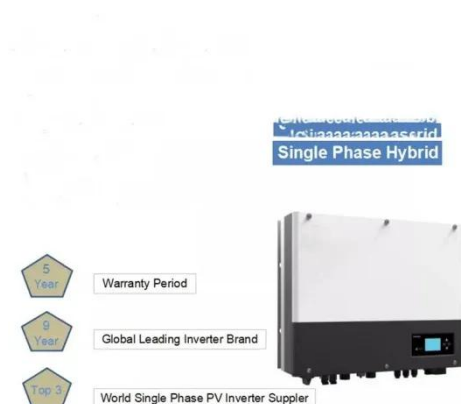 Single Phase Hybrid
5
Year
Warranty Period
9
Year
Global Leading Inverter Brand
Top 3
World Single Phase PV Inverter Suppler